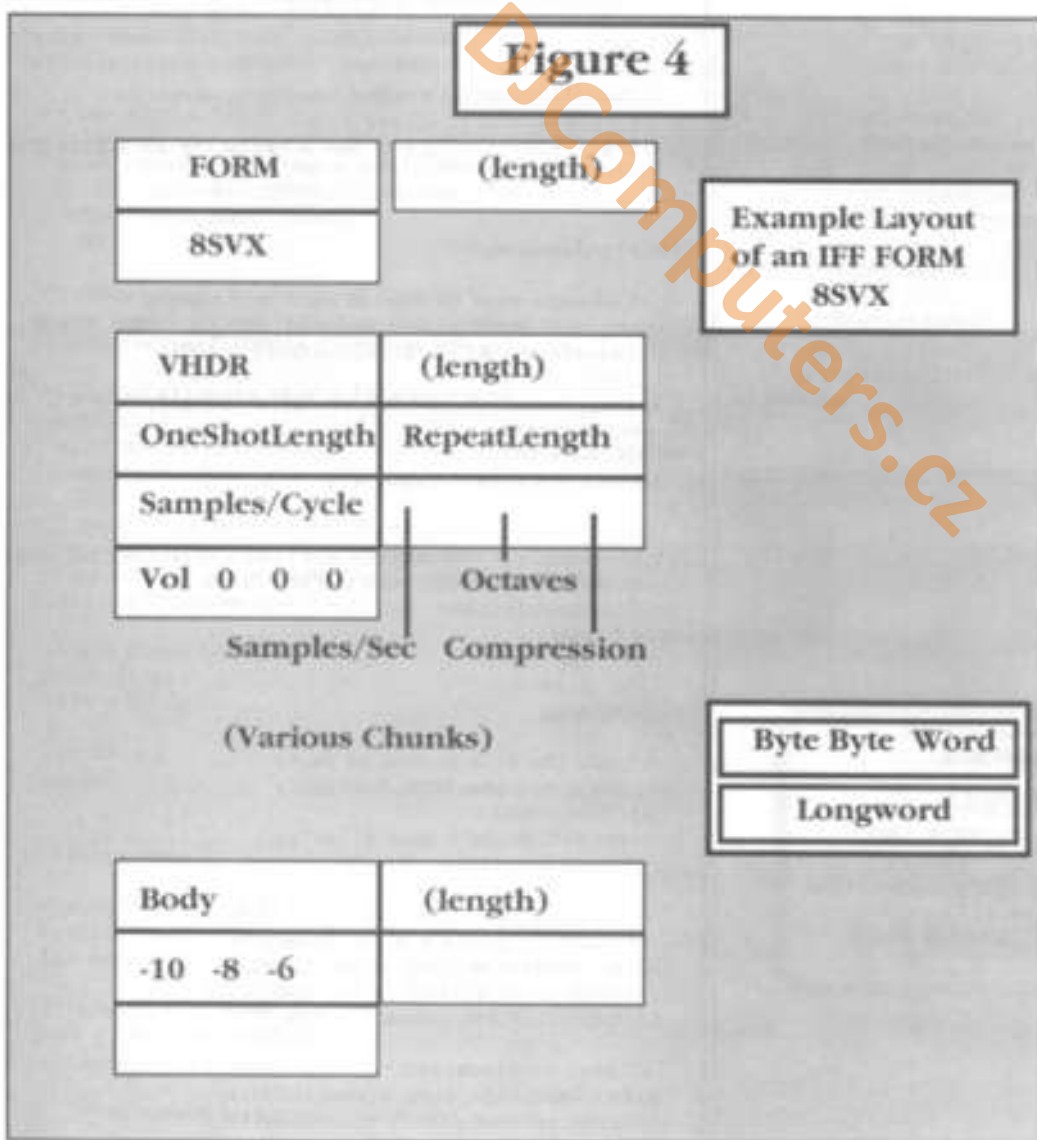 Figure 4
FORM (length)
8SVX
Example Layout
of an IFF FORM
8SVX
VHDR (length)
OneShotLength RepeatLength
Samples/Cycle
Vol 0 0 0
Octaves
Samples/Sec Compression
(Various Chunks)
Byte Byte Word
Longword
Body (length)
-10 -8 -6
DJComputers.cz